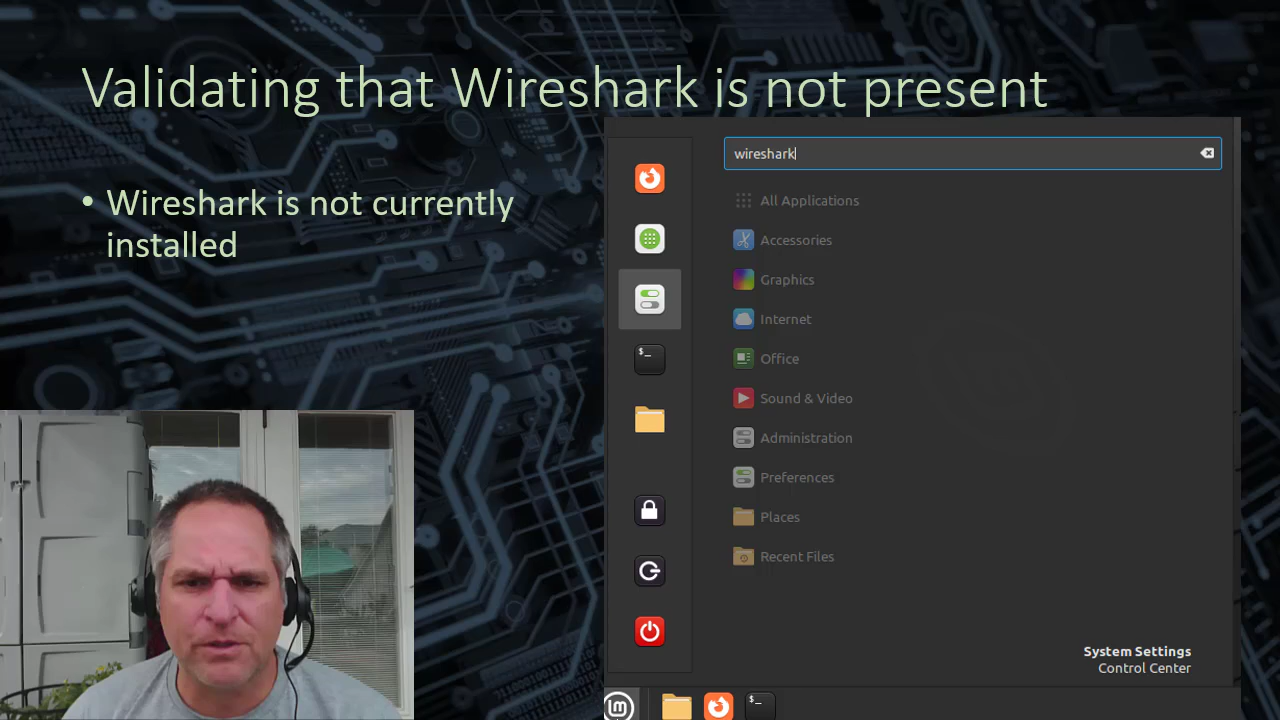 Validating that Wireshark is not present
• Wireshark is not currently
installed
wireshark
All Applications
Accessories
Graphics
Internet
Office
Sound & Video
Administration
Preferences
Places
Recent Files
System Settings
Control Center
$_
$_